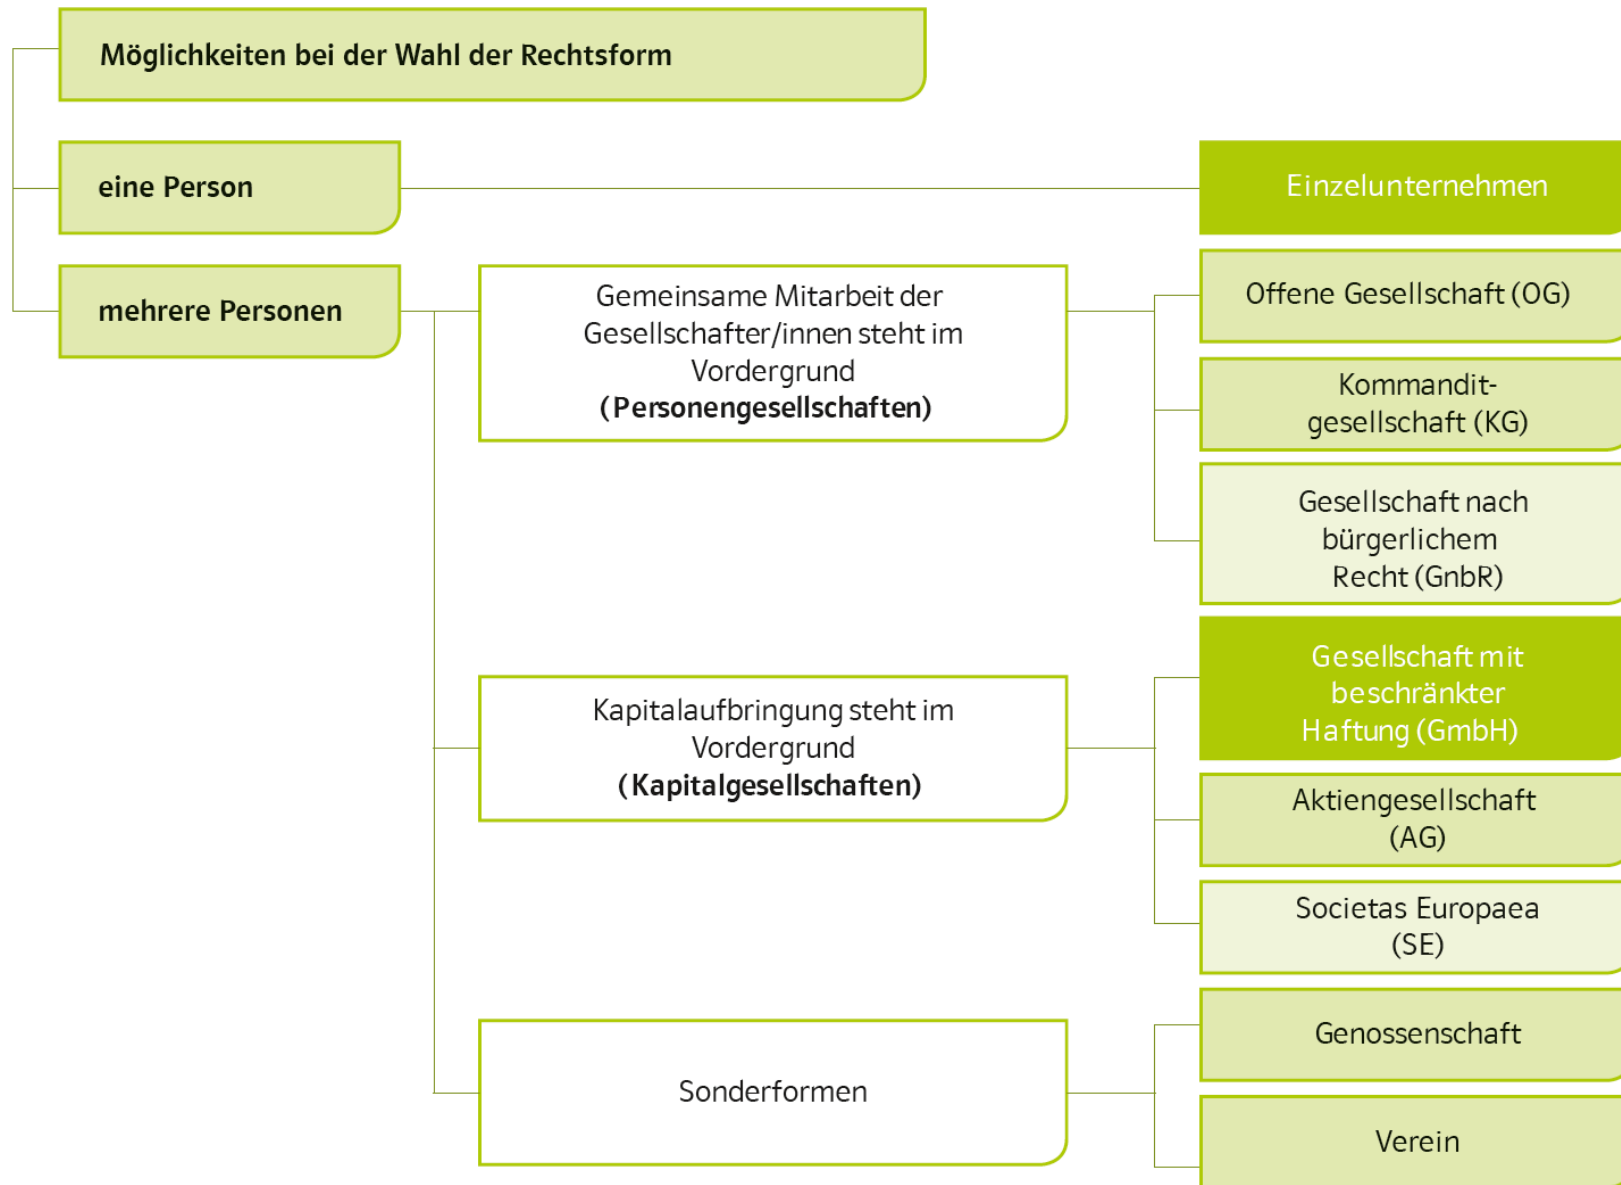 Möglichkeiten bei der Wahl der Rechtsform
eine Person
Einzelunternehmen
mehrere Personen
Gemeinsame Mitarbeit der
Gesellschafter/innen steht im
Vordergrund
(Personengesellschaften)
Offene Gesellschaft (OG)
Kommandit-
gesellschaft (KG)
Gesellschaft nach
bürgerlichem
Recht (GnbR)
Kapitalaufbringung steht im
Vordergrund
(Kapitalgesellschaften)
Gesellschaft mit
beschränkter
Haftung (GmbH)
Aktiengesellschaft
(AG)
Societas Europaea
(SE)
Sonderformen
Genossenschaft
Verein